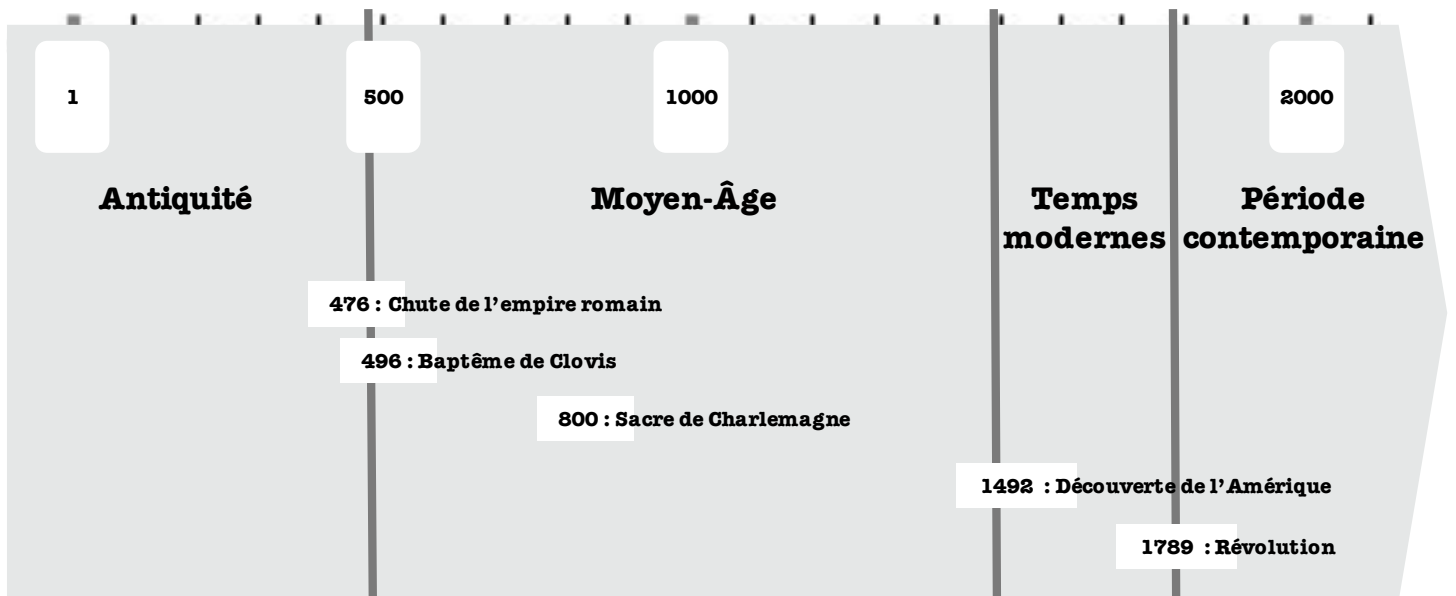 1
500
1000
2000
Antiquité
Moyen-Âge
Temps
modernes
Période
contemporaine
476 : Chute de l’empire romain
496 : Baptême de Clovis
800 : Sacre de Charlemagne
1492 : Découverte de l’Amérique
1789 : Révolution